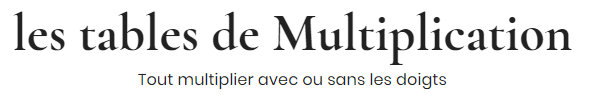 les tables de Multiplication
Tout multiplier avec ou sans les doigts